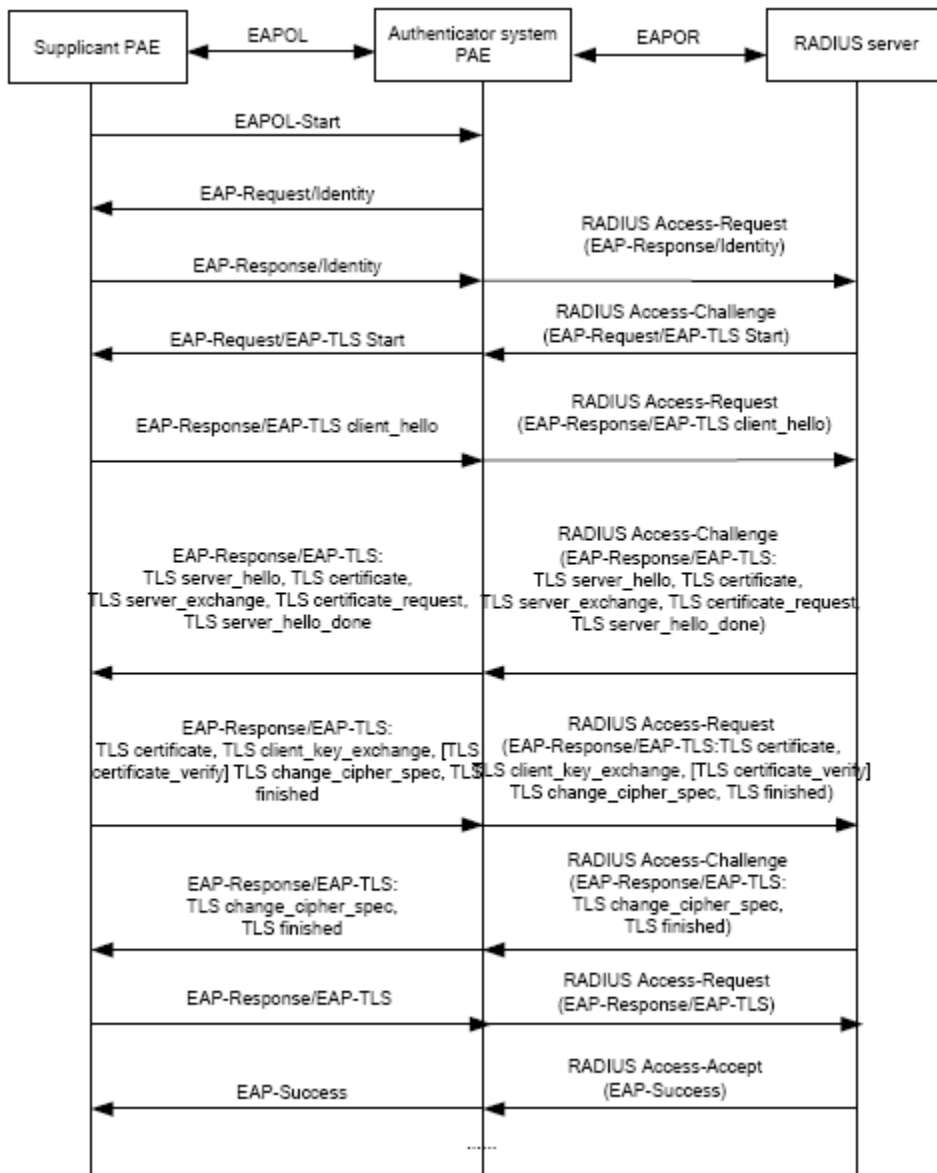 Supplicant PAE
EAPOL
Authenticator system
PAE
EAPOR
RADIUS server
EAPOL-Start
EAP-Request/Identity
RADIUS Access-Request
(EAP-Response/Identity)
EAP-Response/Identity
RADIUS Access-Challenge
(EAP-Request/EAP-TLS Start)
EAP-Request/EAP-TLS Start
RADIUS Access-Request
(EAP-Response/EAP-TLS client_hello)
EAP-Response/EAP-TLS client_hello
EAP-Response/EAP-TLS:
TLS server_hello, TLS certificate,
TLS server_exchange, TLS certificate_request,
TLS server_hello_done
RADIUS Access-Challenge
(EAP-Response/EAP-TLS:
TLS server_hello, TLS certificate,
TLS server_exchange, TLS certificate_request,
TLS server_hello_done)
EAP-Response/EAP-TLS:
TLS certificate, TLS client_key_exchange, [TLS
certificate_verify] TLS change_cipher_spec, TLS
finished
RADIUS Access-Request
(EAP-Response/EAP-TLS:TLS certificate,
TLS client_key_exchange, [TLS certificate_verify]
TLS change_cipher_spec, TLS finished)
EAP-Response/EAP-TLS:
TLS change_cipher_spec,
TLS finished
RADIUS Access-Challenge
(EAP-Response/EAP-TLS:
TLS change_cipher_spec,
TLS finished)
EAP-Response/EAP-TLS
RADIUS Access-Request
(EAP-Response/EAP-TLS)
EAP-Success
RADIUS Access-Accept
(EAP-Success)
......